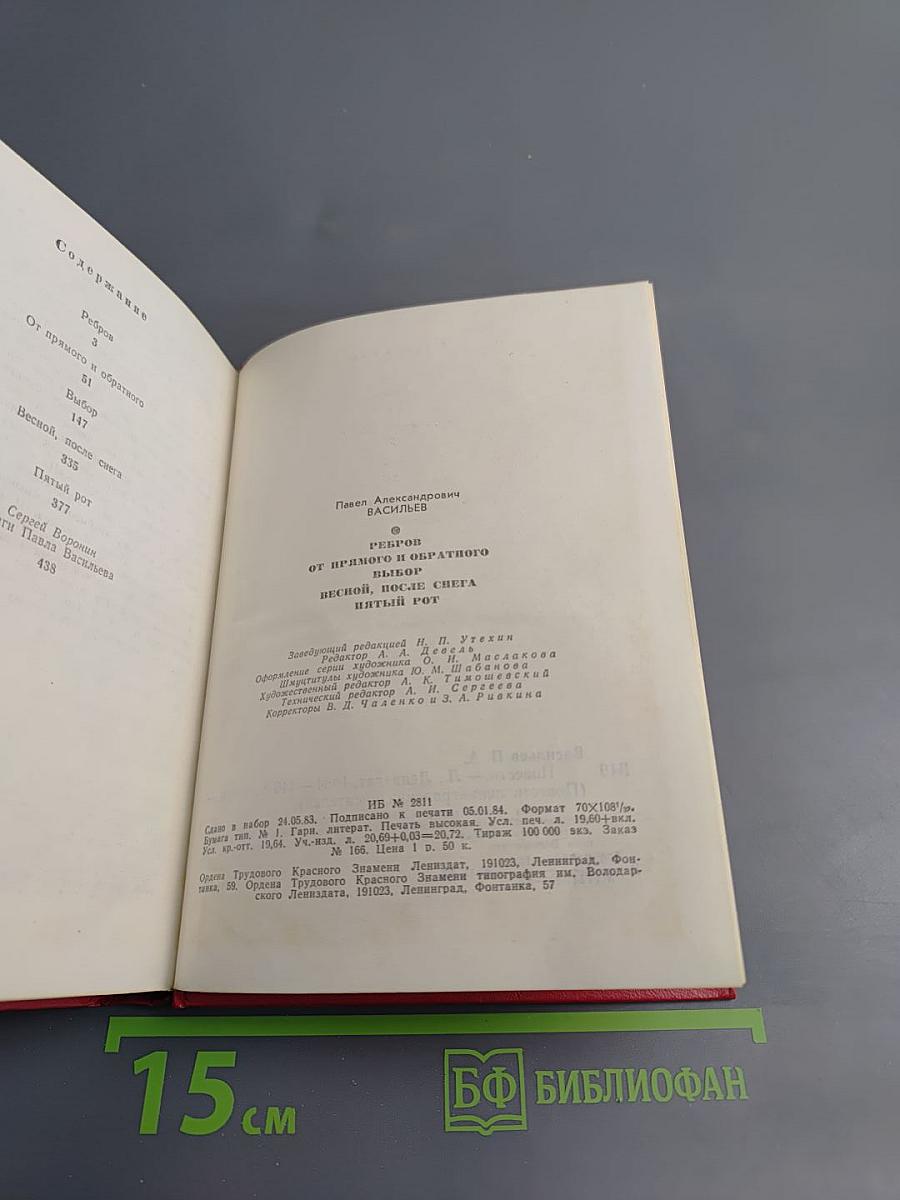 Содержание
Ребров
3
От прямого и обратного
51
Выбор
147
Весной, после снега
335
Пятый рот
377
Сергей Воронин
Павла Васильева
438
Павел Александрович
ВАСИЛЬЕВ
РЕБРОВ
ОТ ПРЯМОГО И ОБРАТНОГО
ВЫБОР
ВЕСНОЙ, ПОСЛЕ СНЕГА
ПЯТЫЙ РОТ
Заведующий редакцией Н. П. Утехин
Редактор А. А. Девель
Оформление серии художника О. И. Маслакова
Шмуцтитулы художника Ю. М. Шабанова
Художественный редактор А. К. Тимошевский
Технический редактор А. И. Сергеева
Корректоры В. Д. Чаленко и З. А. Ривкина
ИБ № 2811
Сдано в набор 24.05.83. Подписано к печати 05.01.84. Формат 70×108¹/₃₂.
Бумага тип. № 1. Гарн. литерат. Печать высокая. Усл. печ. л. 19,60+вкл.
Усл. кр.-отт. 19,64. Уч.-изд. л. 20,69+0,03=20,72. Тираж 100 000 экз. Заказ
№ 166. Цена 1 р. 50 к.
Ордена Трудового Красного Знамени Лениздат, 191023, Ленинград, Фон-
танка, 59. Ордена Трудового Красного Знамени типография им. Володар-
ского Лениздата, 191023, Ленинград, Фонтанка, 57
15 см
БФ БИБЛИОФАН